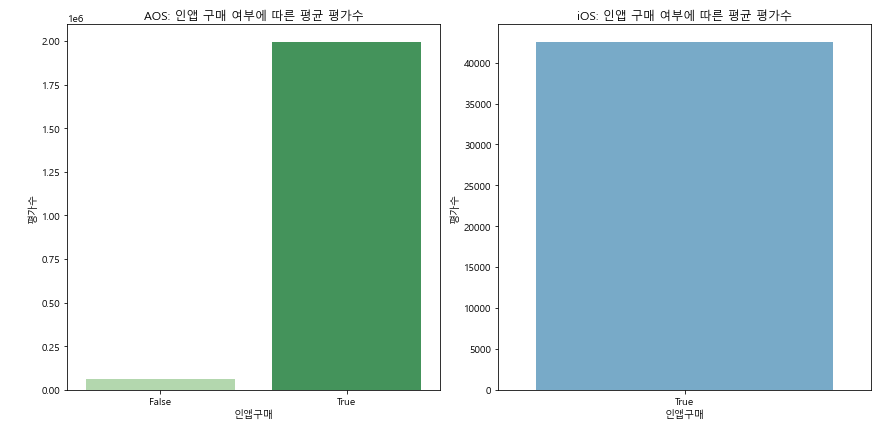 AOS: 인앱 구매 여부에 따른 평균 평가수
1e6
2.00
1.75
1.50
1.25
1.00
0.75
0.50
0.25
0.00
평가수
False
True
인앱구매
iOS: 인앱 구매 여부에 따른 평균 평가수
40000
35000
30000
25000
20000
15000
10000
5000
0
평가수
True
인앱구매